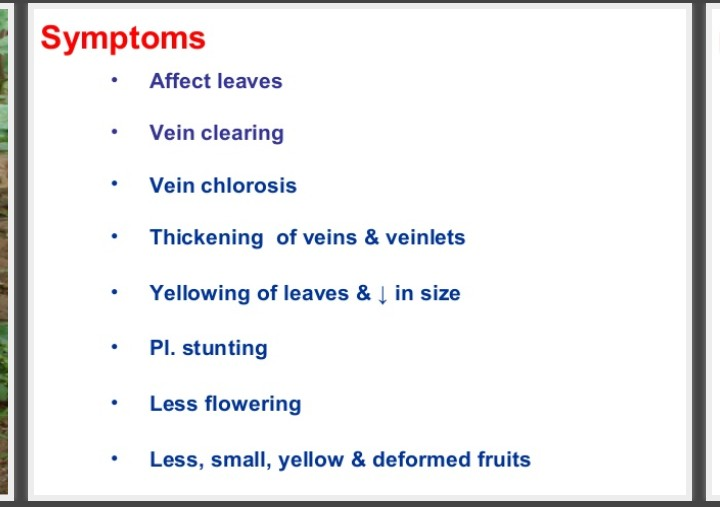 Symptoms
• Affect leaves
• Vein clearing
• Vein chlorosis
• Thickening of veins & veinlets
• Yellowing of leaves & ↓ in size
• Pl. stunting
• Less flowering
• Less, small, yellow & deformed fruits